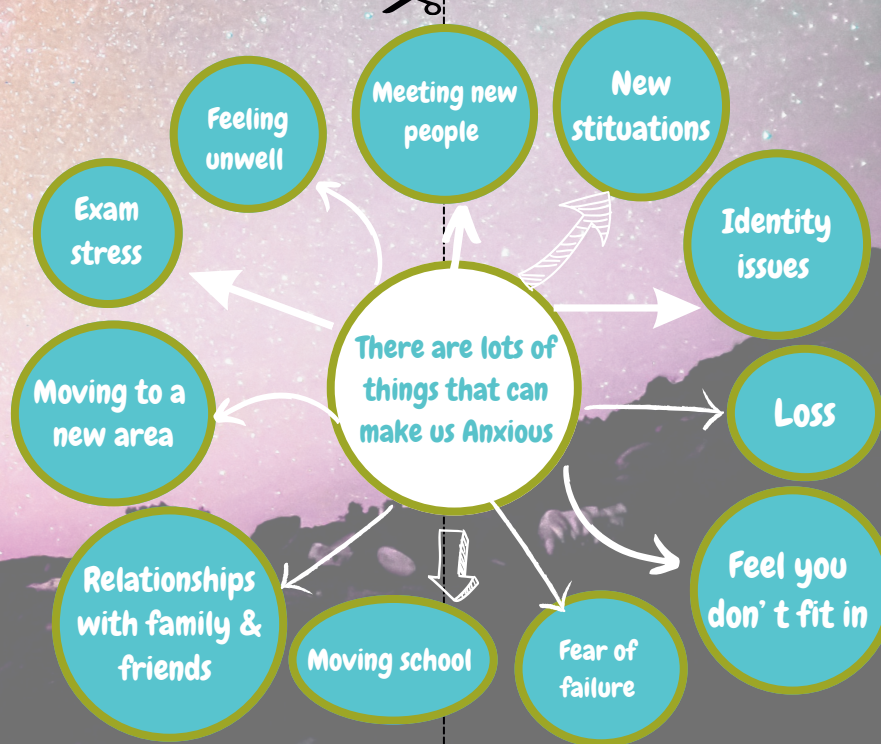 Meeting new
people
New
stituations
Feeling
unwell
Exam
stress
Identity
issues
There are lots of
things that can
make us Anxious
Moving to a
new area
Loss
Relationships
with family &
friends
Moving school
Fear of
failure
Feel you
don' t fit in